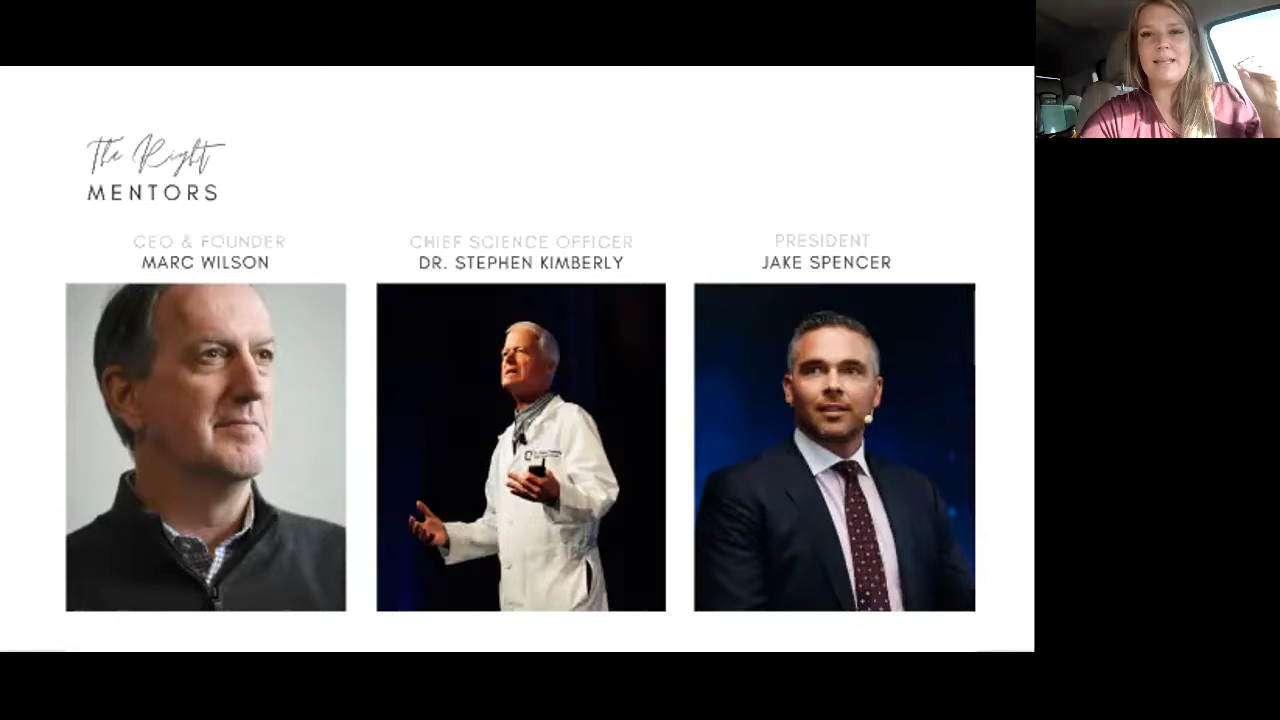 The Right
MENTORS
CEO & FOUNDER
MARC WILSON
CHIEF SCIENCE OFFICER
DR. STEPHEN KIMBERLY
PRESIDENT
JAKE SPENCER